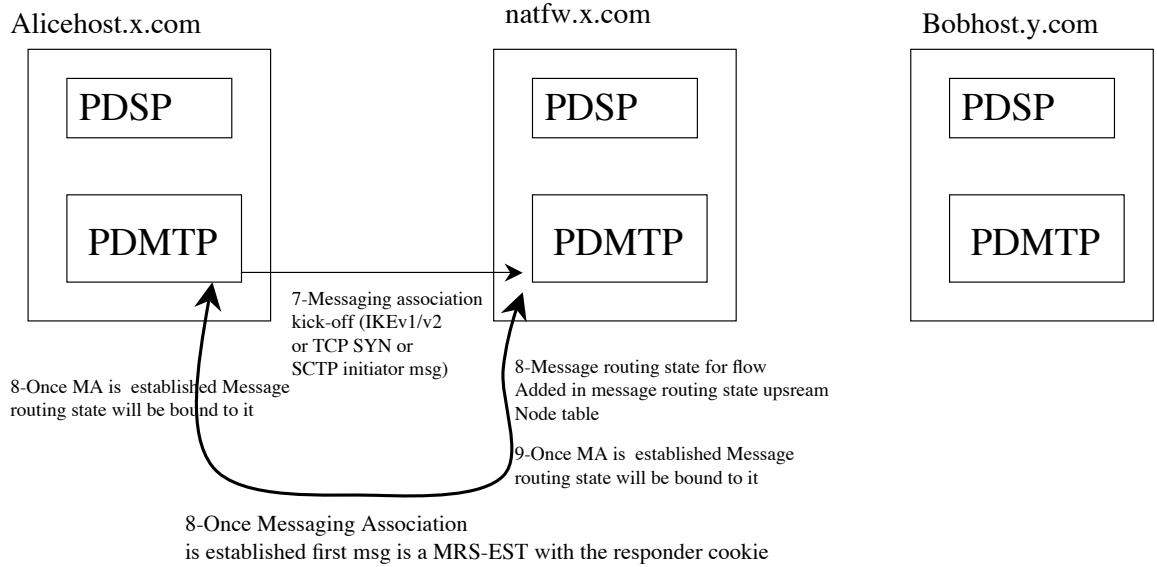 Alicehost.x.com
natfw.x.com
Bobhost.y.com
PDSP
PDSP
PDSP
PDMTP
PDMTP
PDMTP
7-Messaging association
kick-off (IKEv1/v2
or TCP SYN or
SCTP initiator msg)
8-Once MA is  established Message
routing state will be bound to it
8-Message routing state for flow
Added in message routing state upsream
Node table
9-Once MA is  established Message
routing state will be bound to it
8-Once Messaging Association
is established first msg is a MRS-EST with the responder cookie